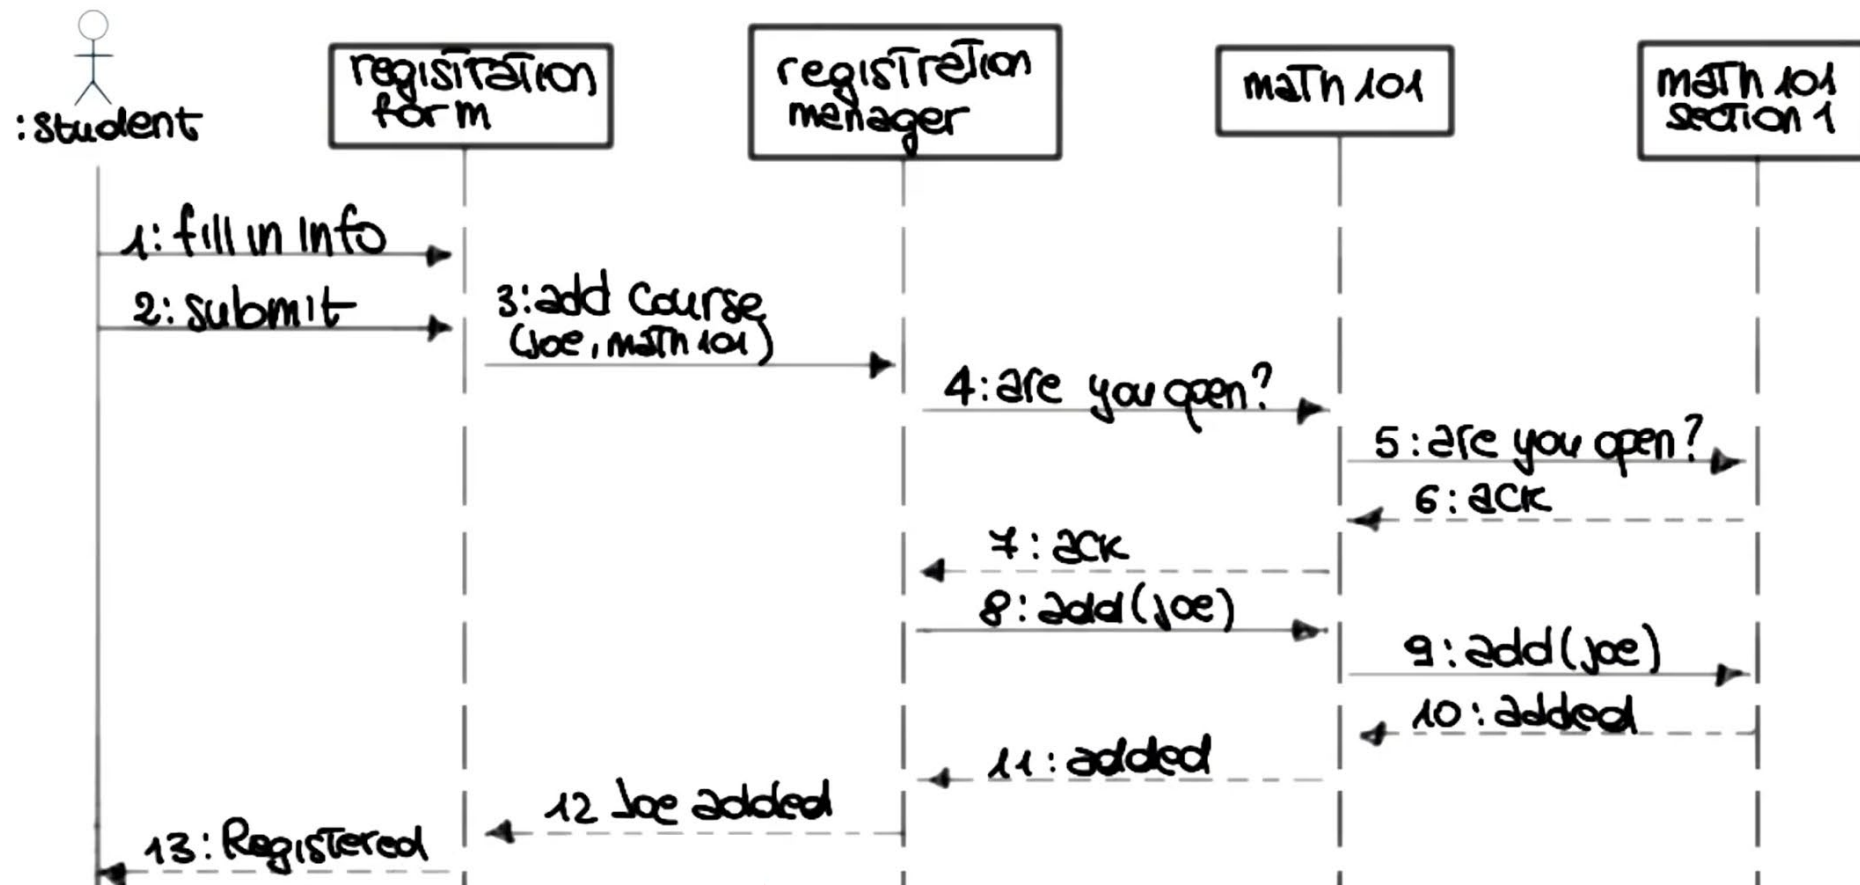 :student
registration
form
registration
manager
math 101
math 101
section 1
1: fill in info
2: submit
3: add course
(joe, math 101)
4: are you open?
5: are you open?
6: ack
7: ack
8: add (joe)
9: add (joe)
10: added
11: added
12 Joe added
13: Registered